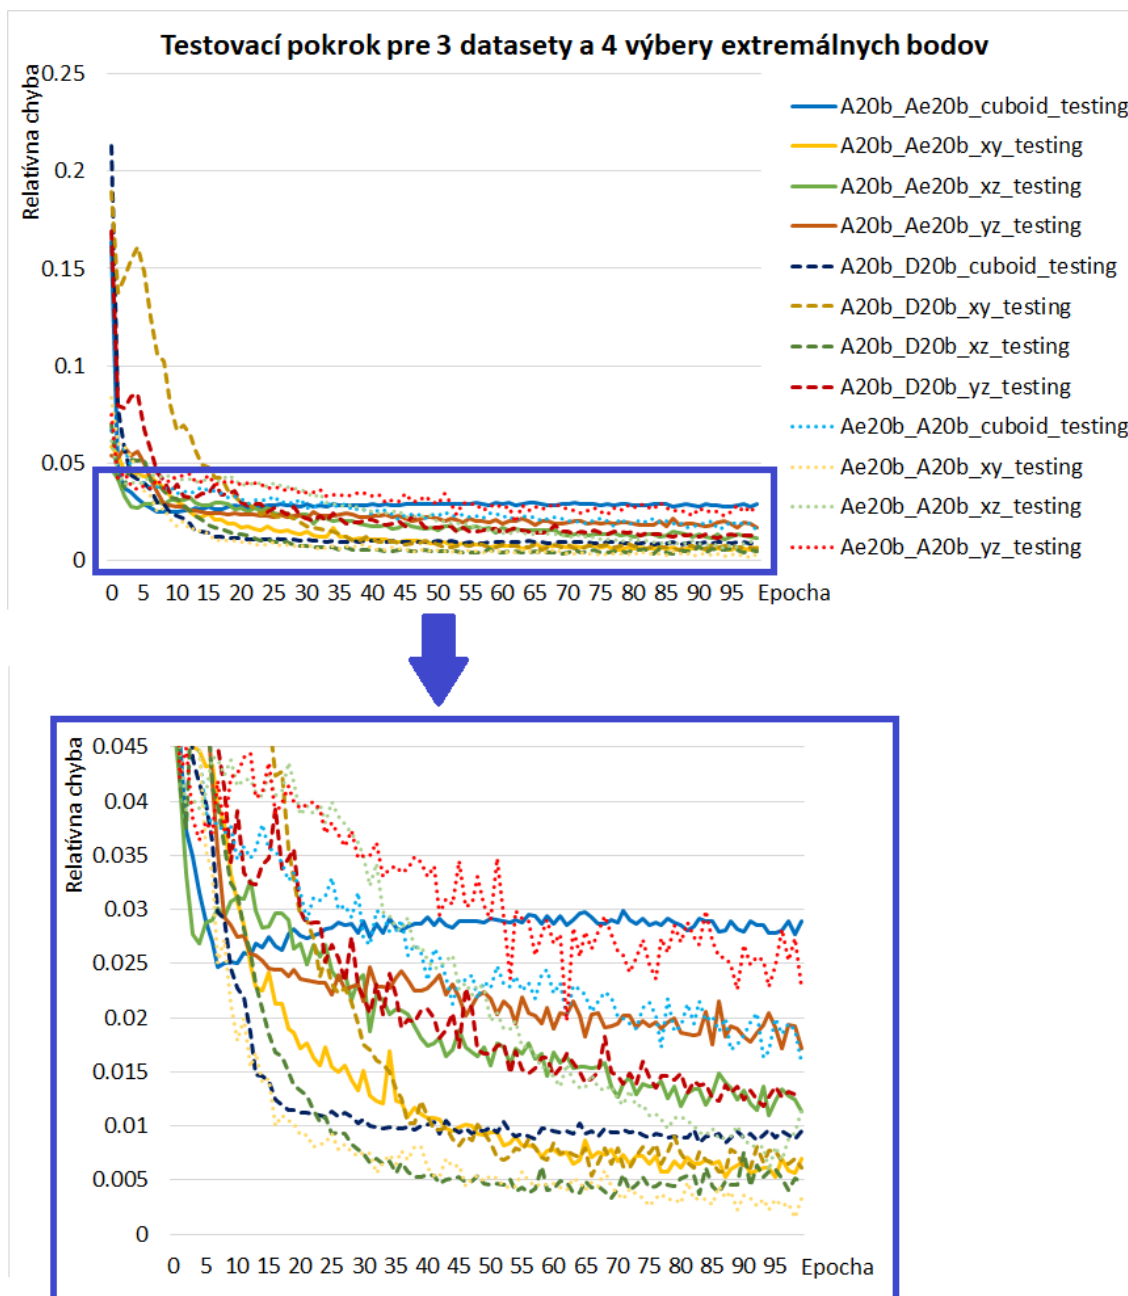 Testovací pokrok pre 3 datasety a 4 výbery extremálnych bodov
Relatívna chyba
0.25
0.2
0.15
0.1
0.05
0
0 5 10 15 20 25 30 35 40 45 50 55 60 65 70 75 80 85 90 95 Epocha
A20b_Ae20b_cuboid_testing
A20b_Ae20b_xy_testing
A20b_Ae20b_xz_testing
A20b_Ae20b_yz_testing
A20b_D20b_cuboid_testing
A20b_D20b_xy_testing
A20b_D20b_xz_testing
A20b_D20b_yz_testing
Ae20b_A20b_cuboid_testing
Ae20b_A20b_xy_testing
Ae20b_A20b_xz_testing
Ae20b_A20b_yz_testing
Relatívna chyba
0.045
0.04
0.035
0.03
0.025
0.02
0.015
0.01
0.005
0
0 5 10 15 20 25 30 35 40 45 50 55 60 65 70 75 80 85 90 95 Epocha